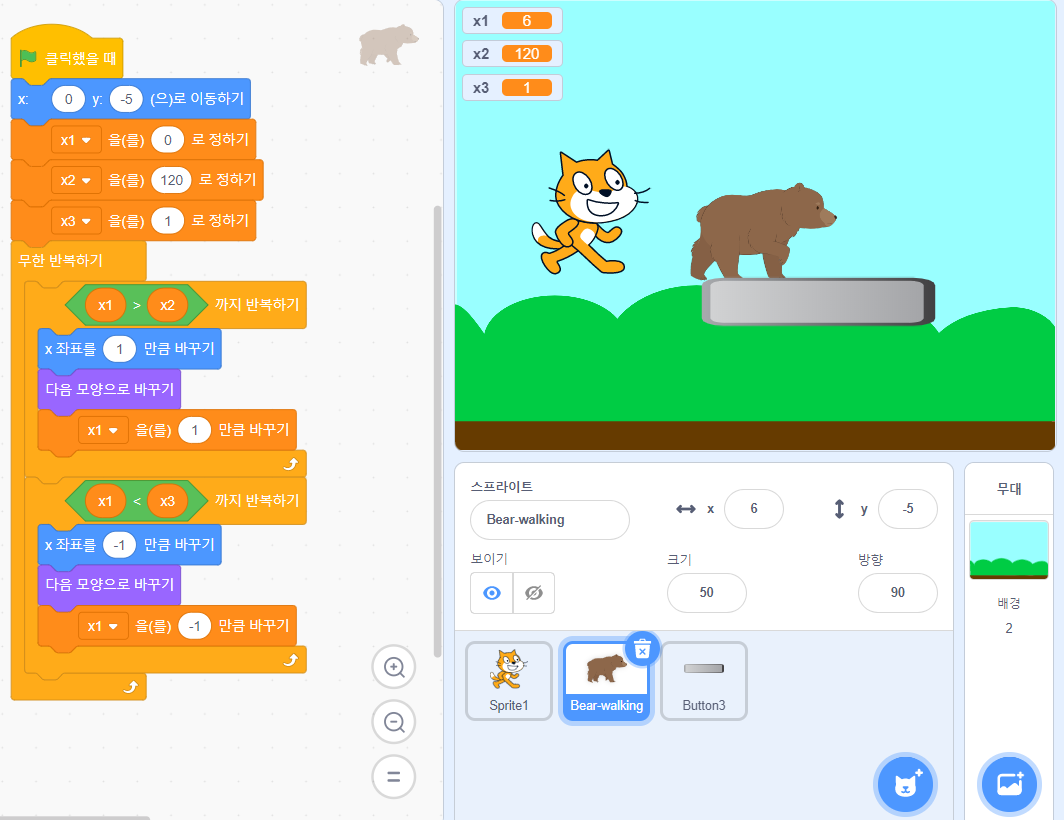 클릭했을 때
x: 0 y: -5 (으)로 이동하기
x1 을(를) 0 로 정하기
x2 을(를) 120 로 정하기
x3 을(를) 1 로 정하기
무한 반복하기
x1 > x2 까지 반복하기
x 좌표를 1 만큼 바꾸기
다음 모양으로 바꾸기
x1 을(를) 1 만큼 바꾸기
x1 < x3 까지 반복하기
x 좌표를 -1 만큼 바꾸기
다음 모양으로 바꾸기
x1 을(를) -1 만큼 바꾸기
x1 6
x2 120
x3 1
스프라이트
Bear-walking
x 6
y -5
보이기
크기
50
방향
90
Sprite1
Bear-walking
Button3
무대
배경
2